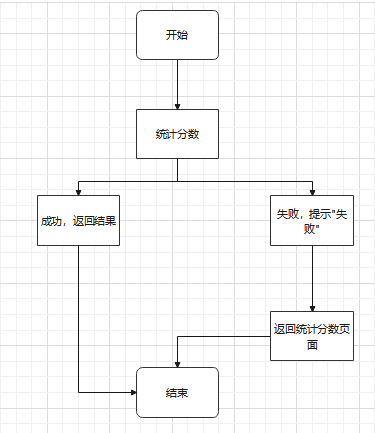 开始
统计分数
成功，返回结果
失败，提示"失
败"
返回统计分数页
面
结束